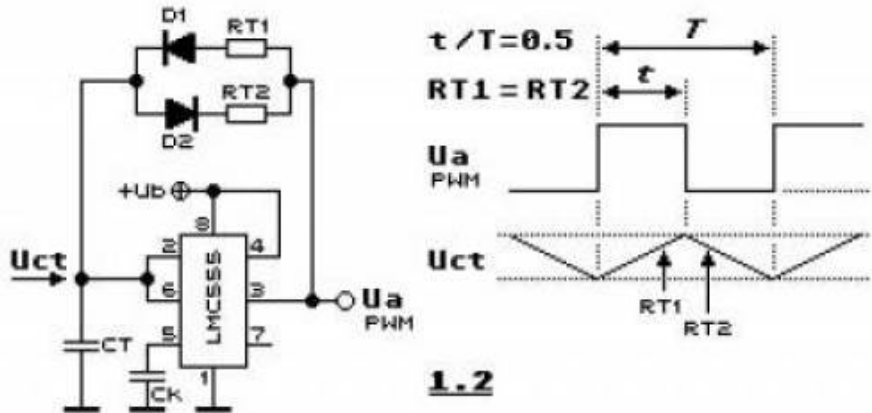 D1
RT1
RT2
D2
+Ub
8
2
4
Uct
LMC555
6
3
Ua
PWM
5
7
CT
1
CK
t/T=0.5
T
RT1=RT2
t
Ua
PWM
Uct
RT1
RT2
1.2